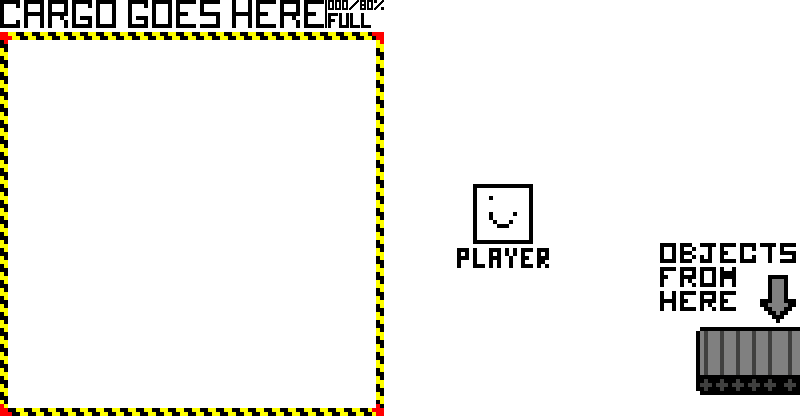 CARGO GOES HERE
000/80%
FULL
PLAYER
OBJECTS
FROM
HERE